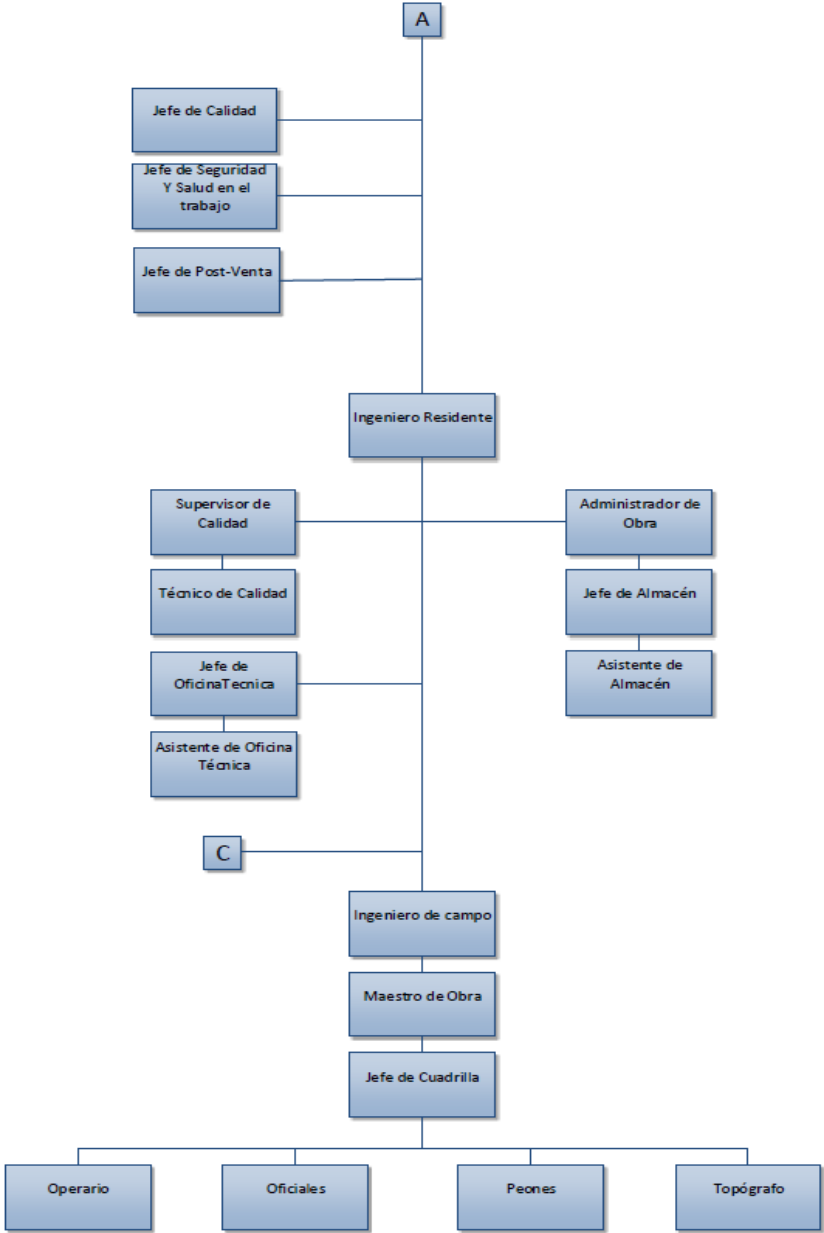 A
Jefe de Calidad
Jefe de Seguridad
Y Salud en el
trabajo
Jefe de Post-Venta
Ingeniero Residente
Supervisor de
Calidad
Administrador de
Obra
Técnico de Calidad
Jefe de Almacén
Jefe de
OficinaTecnica
Asistente de
Almacén
Asistente de Oficina
Técnica
C
Ingeniero de campo
Maestro de Obra
Jefe de Cuadrilla
Operario
Oficiales
Peones
Topógrafo